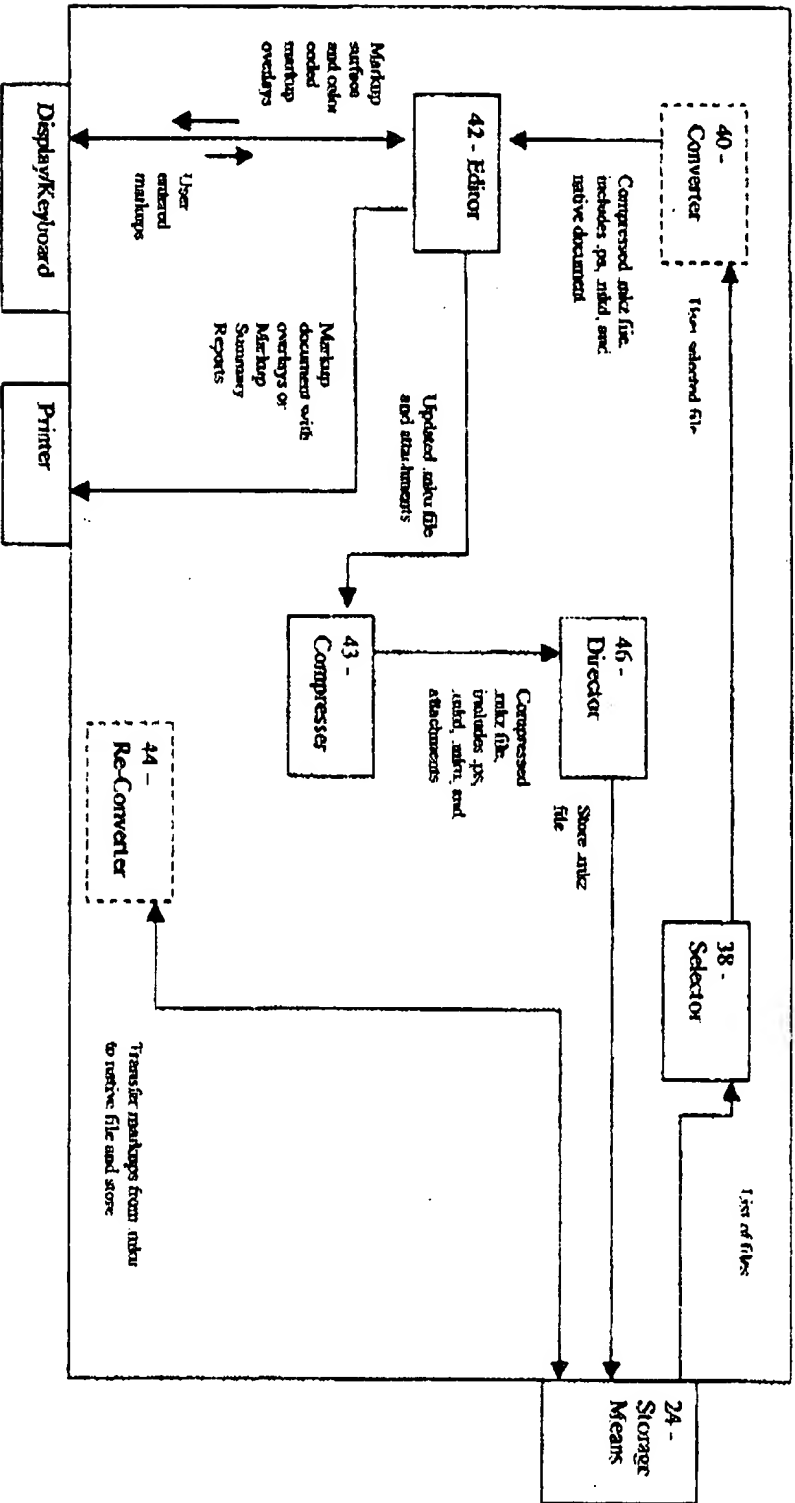 24 -
Storage
Means
List of files
38 -
Selector
User selected file
40 -
Converter
Compressed .mkz file,
includes .ps, .mkd, and
native document
42 - Editor
Markup
surface
and color
coded
markup
overlays
User
entered
markups
Display/Keyboard
Markup
document with
overlays or
Markup
Summary
Reports
Printer
Updated .mku file
and attachments
43 -
Compresser
Compressed
.mkz file,
includes .ps,
.mkd, .mku, and
attachments
46 -
Director
Store .mkz
file
44 -
Re-Converter
Transfer markups from .mku
to native file and store